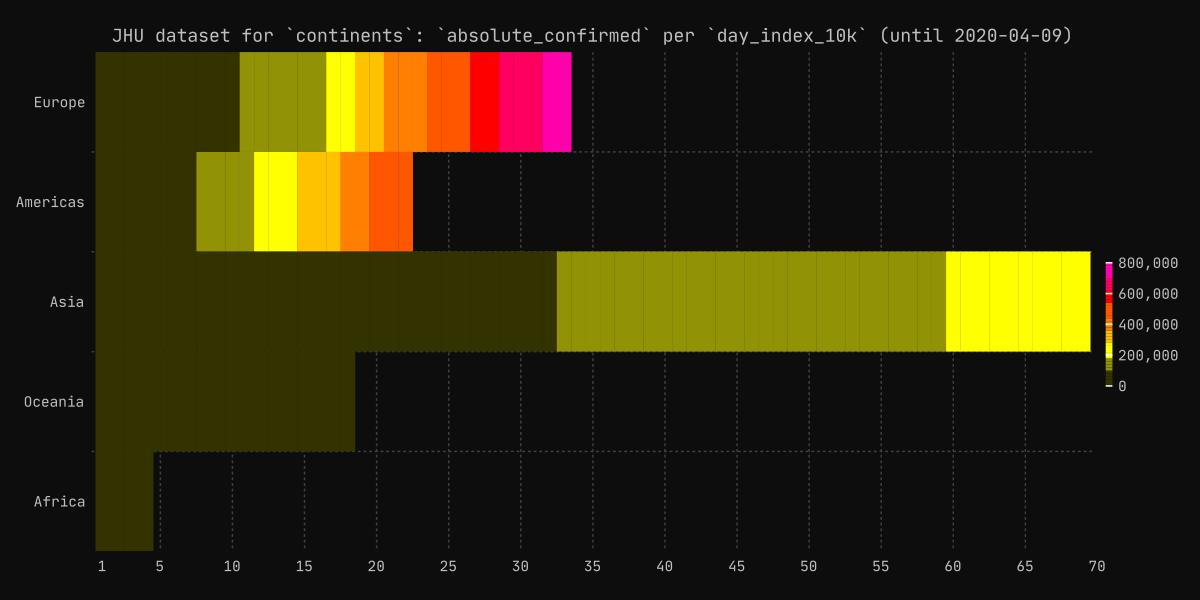 JHU dataset for `continents`: `absolute_confirmed` per `day_index_10k` (until 2020-04-09)
Europe
Americas
Asia
Oceania
Africa
800,000
600,000
400,000
200,000
0
1 5 10 15 20 25 30 35 40 45 50 55 60 65 70